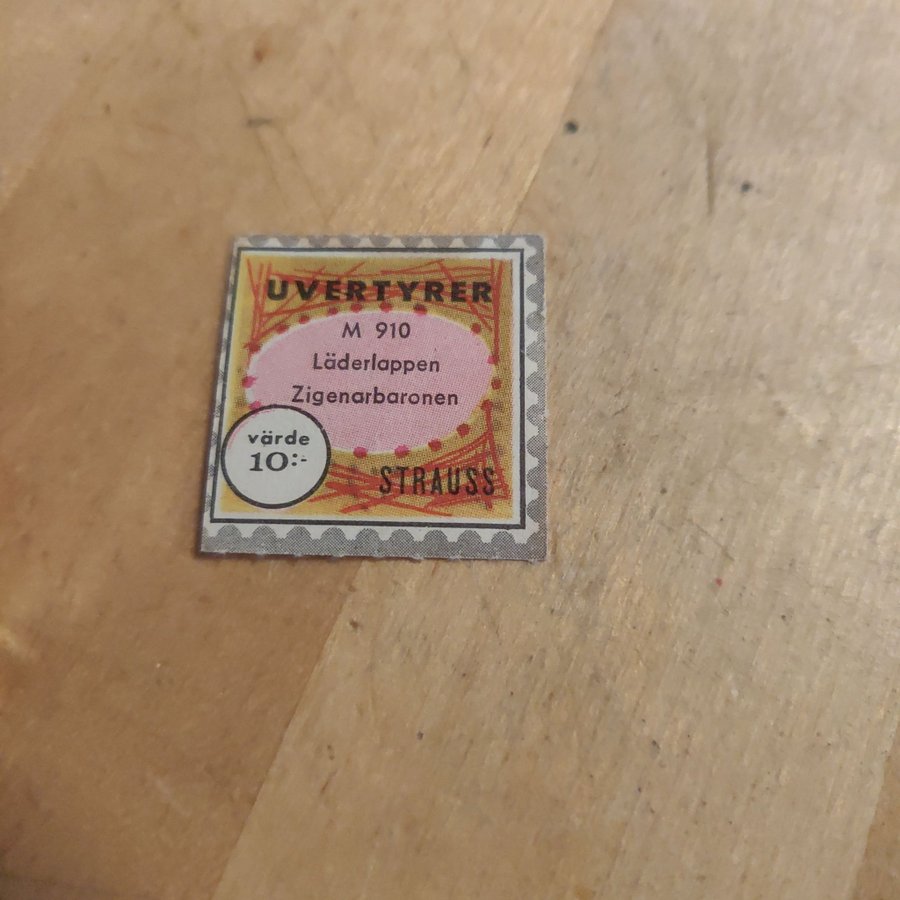 UVERTYRER
M 910
Läderlappen
Zigenarbaronen
värde
10:-
STRAUSS